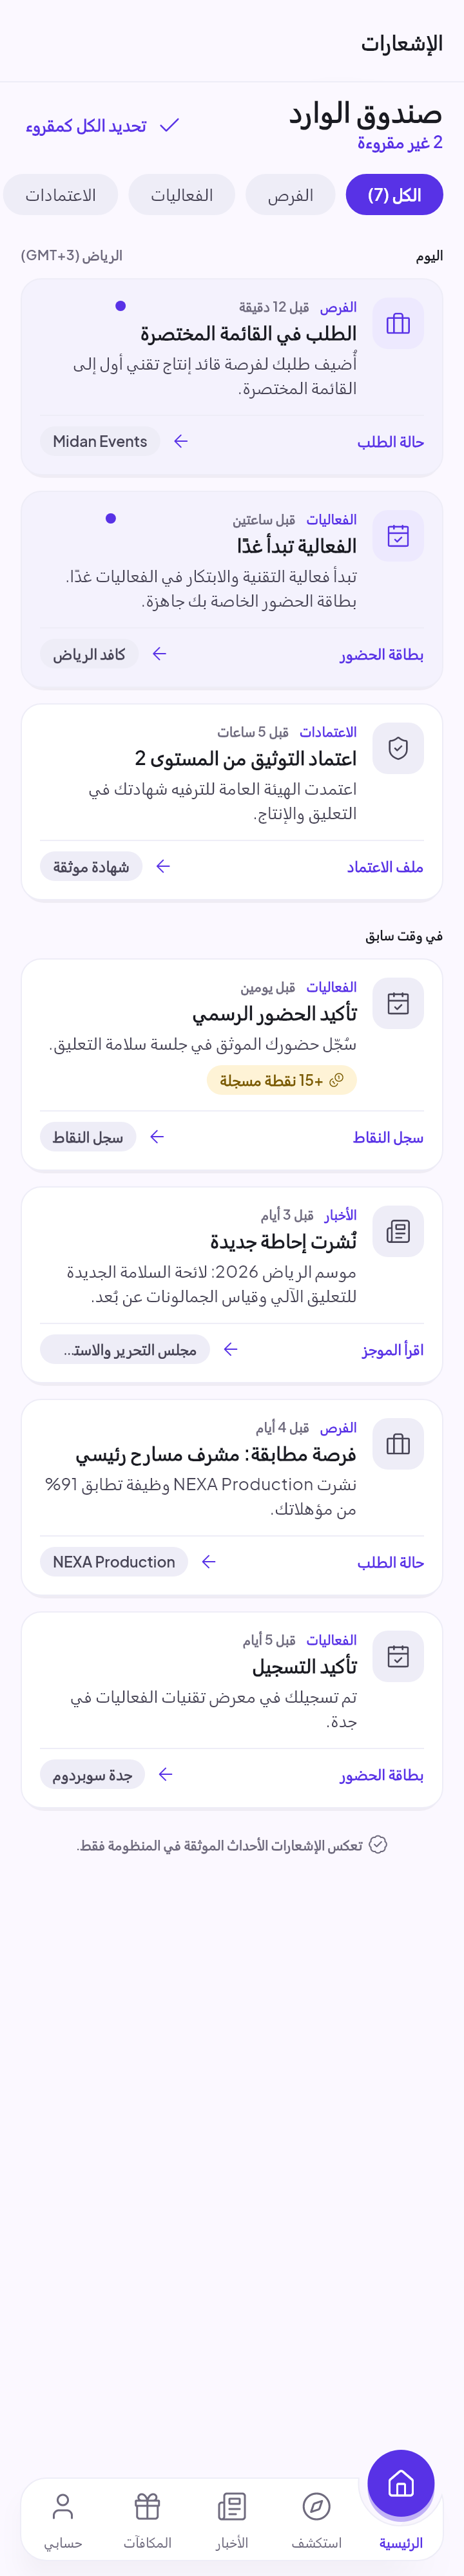 الإشعارات
صندوق الوارد
2 غير مقروءة
تحديد الكل كمقروء
الكل (7)
الفرص
الفعاليات
الاعتمادات
اليوم
الرياض (GMT+3)
الفرص قبل 12 دقيقة
الطلب في القائمة المختصرة
أُضيف طلبك لفرصة قائد إنتاج تقني أول إلى
القائمة المختصرة.
حالة الطلب
Midan Events
الفعاليات قبل ساعتين
الفعالية تبدأ غدًا
تبدأ فعالية التقنية والابتكار في الفعاليات غدًا.
بطاقة الحضور الخاصة بك جاهزة.
بطاقة الحضور
كافد الرياض
الاعتمادات قبل 5 ساعات
اعتماد التوثيق من المستوى 2
اعتمدت الهيئة العامة للترفيه شهادتك في
التعليق والإنتاج.
ملف الاعتماد
شهادة موثقة
في وقت سابق
الفعاليات قبل يومين
تأكيد الحضور الرسمي
سُجّل حضورك الموثق في جلسة سلامة التعليق.
+15 نقطة مسجلة
سجل النقاط
سجل النقاط
الأخبار قبل 3 أيام
نُشرت إحاطة جديدة
موسم الرياض 2026: لائحة السلامة الجديدة
للتعليق الآلي وقياس الجمالونات عن بُعد.
اقرأ الموجز
مجلس التحرير والاست...
الفرص قبل 4 أيام
فرصة مطابقة: مشرف مسارح رئيسي
نشرت NEXA Production وظيفة تطابق 91%
من مؤهلاتك.
حالة الطلب
NEXA Production
الفعاليات قبل 5 أيام
تأكيد التسجيل
تم تسجيلك في معرض تقنيات الفعاليات في
جدة.
بطاقة الحضور
جدة سوبردوم
تعكس الإشعارات الأحداث الموثقة في المنظومة فقط.
الرئيسية
استكشف
الأخبار
المكافآت
حسابي